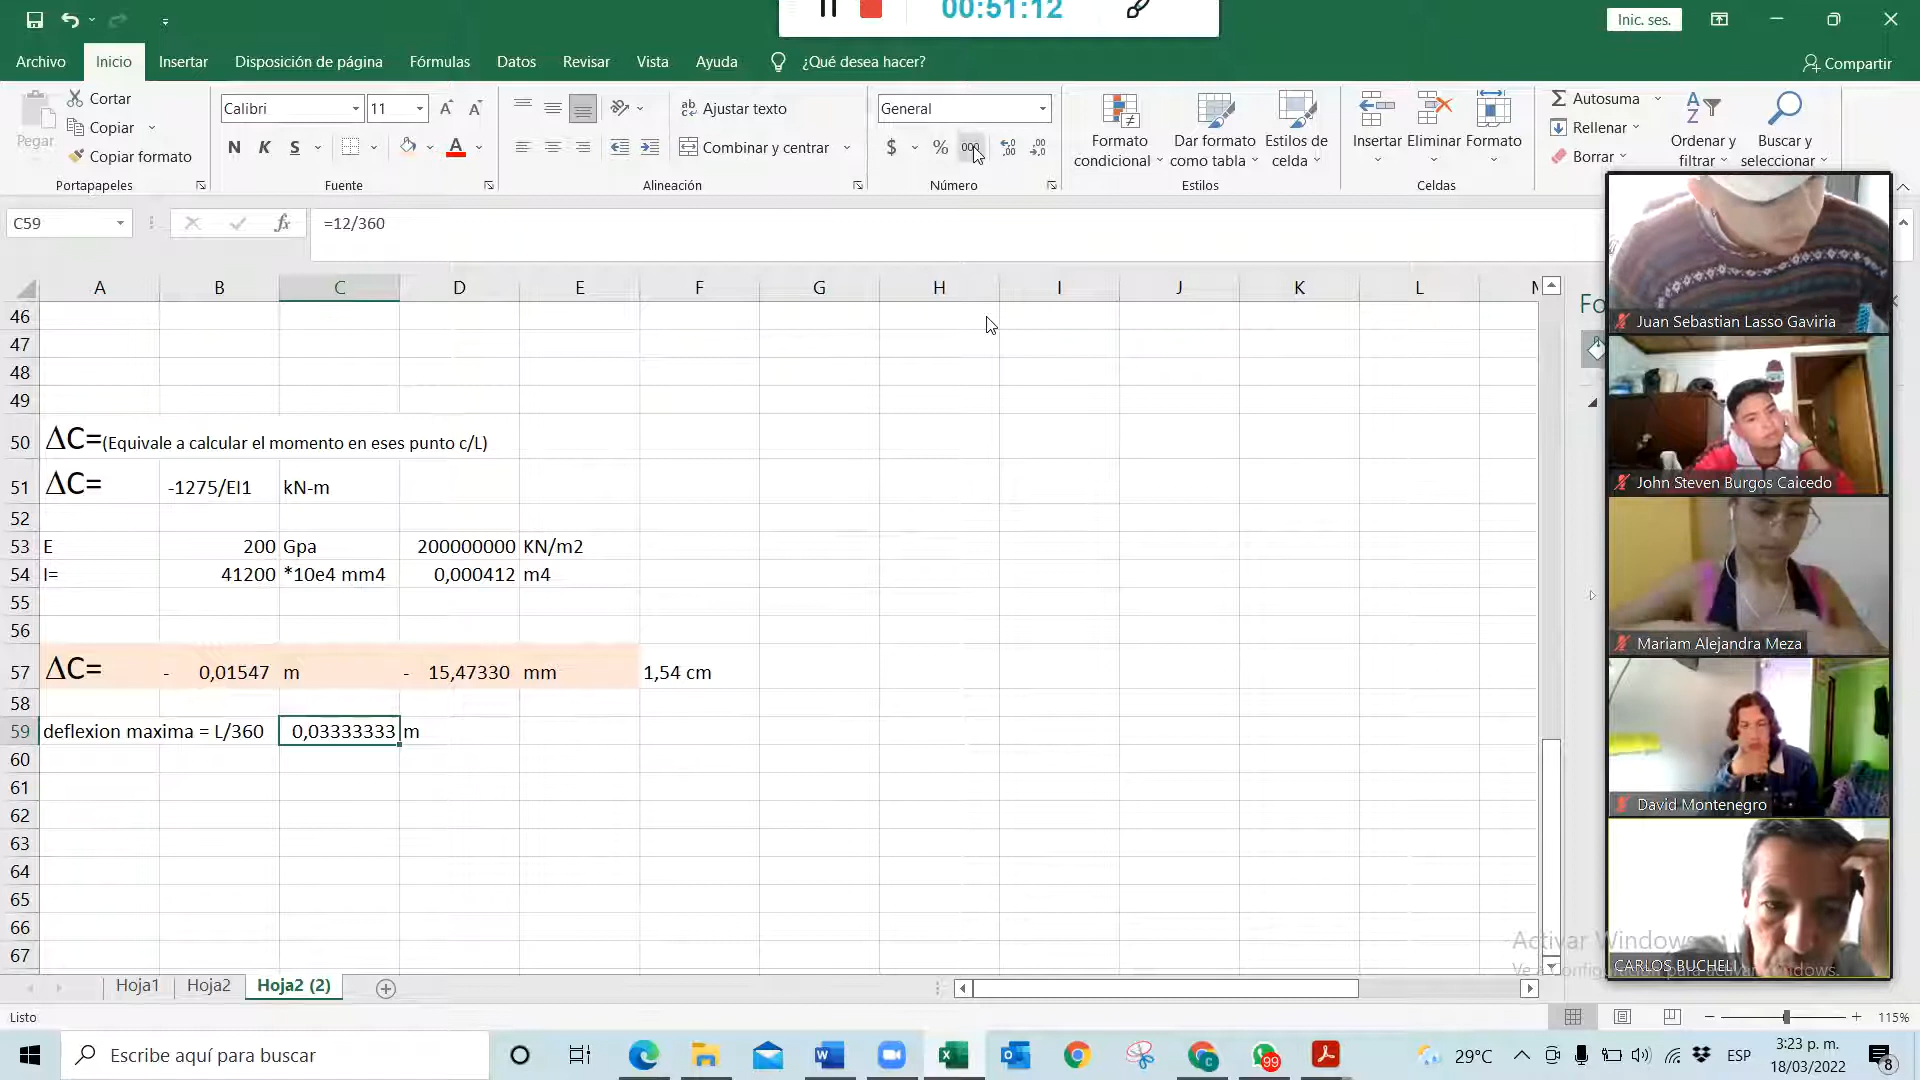 00:51:12
Inic. ses.
Archivo Inicio Insertar Disposición de página Fórmulas Datos Revisar Vista Ayuda ¿Qué desea hacer? Compartir
Pegar
Cortar
Copiar
Copiar formato
Portapapeles
Calibri 11
N K S
Fuente
Ajustar texto
Combinar y centrar
Alineación
General
$ % 000
Número
Formato condicional
Dar formato como tabla
Estilos de celda
Estilos
Insertar Eliminar Formato
Celdas
Autosuma
Rellenar
Borrar
Ordenar y filtrar
Buscar y seleccionar
C59 fx =12/360
A B C D E F G H I J K L
46
47
48
49
50 ΔC=(Equivale a calcular el momento en eses punto c/L)
51 ΔC= -1275/EI1 kN-m
52
53 E 200 Gpa 200000000 KN/m2
54 I= 41200 *10e4 mm4 0,000412 m4
55
56
57 ΔC= - 0,01547 m - 15,47330 mm 1,54 cm
58
59 deflexion maxima = L/360 0,03333333 m
60
61
62
63
64
65
66
67
Fo
Juan Sebastian Lasso Gaviria
John Steven Burgos Caicedo
Mariam Alejandra Meza
David Montenegro
CARLOS BUCHELI
Activar Windows
Hoja1 Hoja2 Hoja2 (2)
Listo
115%
Escribe aquí para buscar
99
29°C
ESP
3:23 p. m.
18/03/2022
8